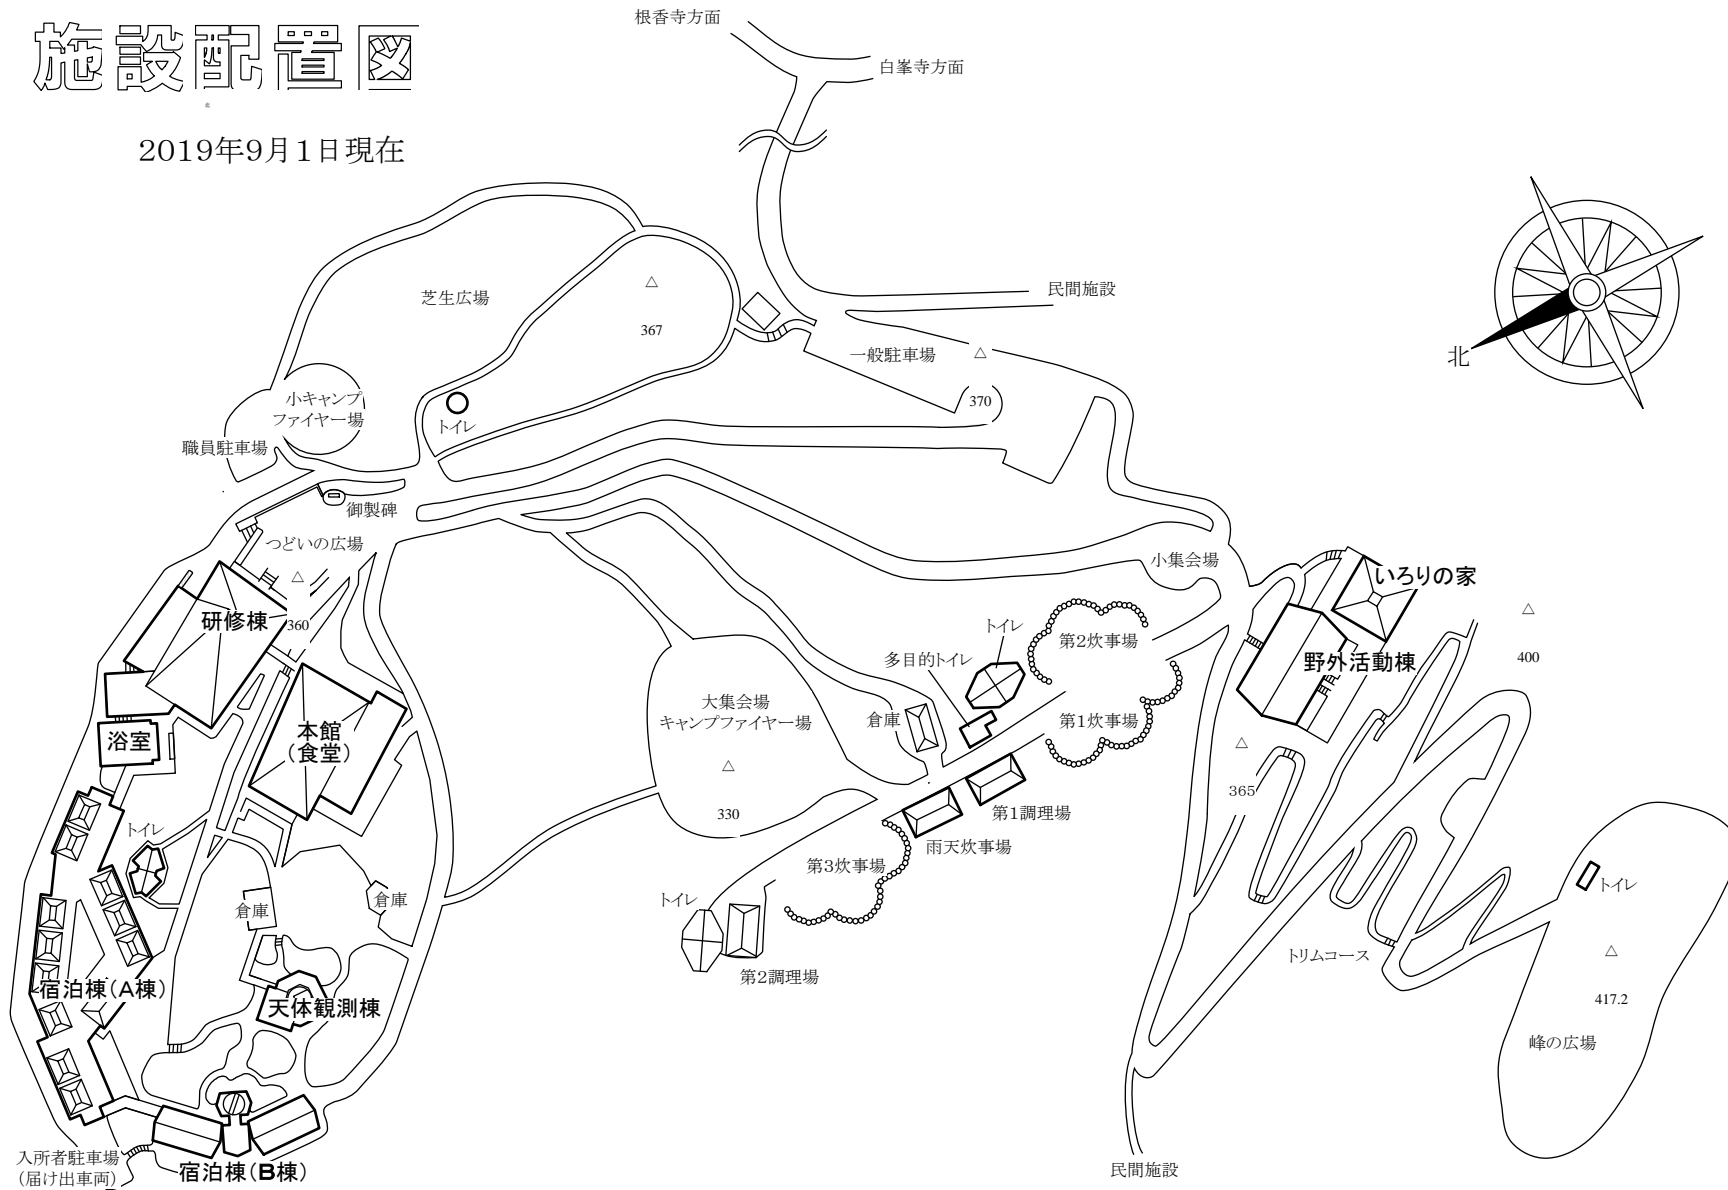 施設配置図
2019年9月1日現在
根香寺方面
白峯寺方面
民間施設
芝生広場
△
367
一般駐車場
△
370
北
小キャンプ
ファイヤー場
トイレ
職員駐車場
御製碑
つどいの広場
△
360
小集会場
いろりの家
研修棟
トイレ
第2炊事場
多目的トイレ
野外活動棟
△
400
大集会場
キャンプファイヤー場
倉庫
第1炊事場
本館
(食堂)
浴室
△
330
△
365
第1調理場
トイレ
雨天炊事場
第3炊事場
トイレ
トイレ
倉庫
倉庫
△
417.2
トリムコース
第2調理場
宿泊棟(A棟)
天体観測棟
峰の広場
入所者駐車場
(届け出車両)
宿泊棟(B棟)
民間施設